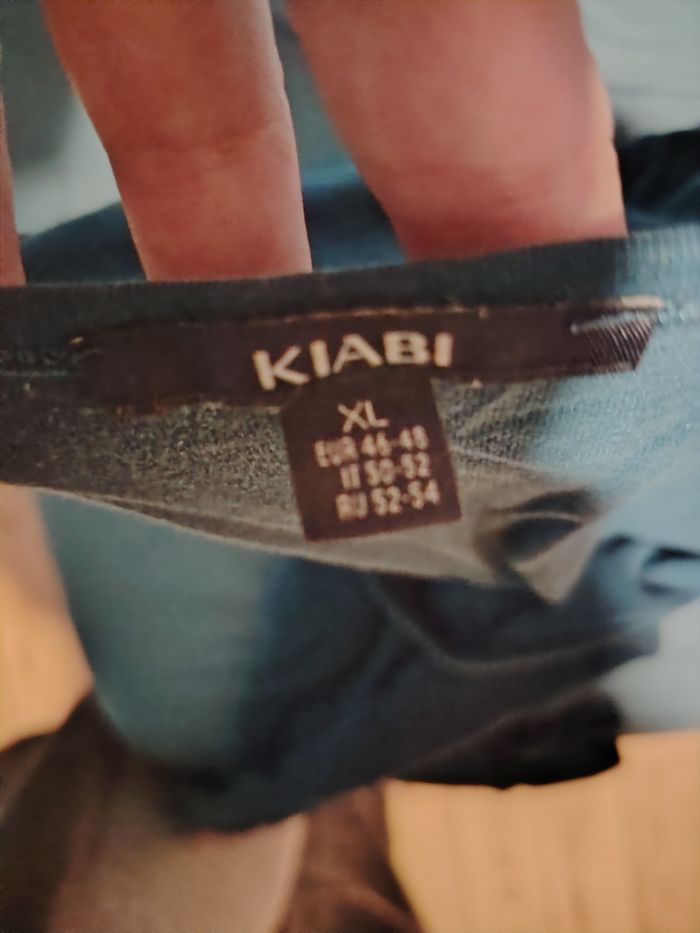 KIABI
XL
EUR 46-48
IT 50-52
RU 52-54